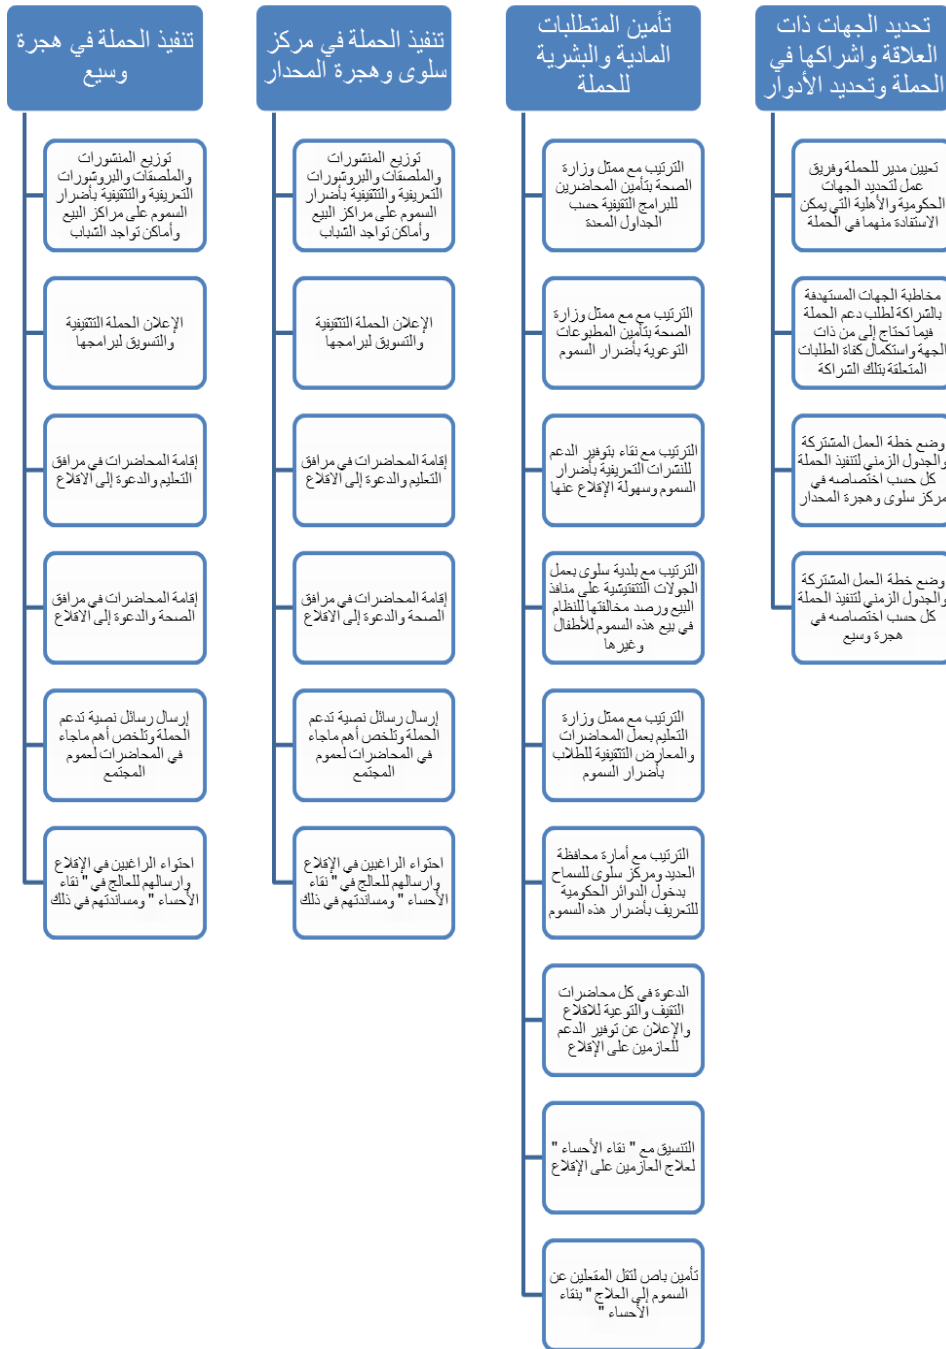 تحديد الجهات ذات
العلاقة واشراكها في
الحملة وتحديد الأدوار
تعيين مدير للحملة وفريق
عمل لتحديد الجهات
الحكومية والأهلية التي يمكن
الاستفادة منهما في الحملة
مخاطبة الجهات المستهدفة
بالشراكة لطلب دعم الحملة
فيما تحتاج إلى من ذات
الجهة واستكمال كفاة الطلبات
المتعلقة بتلك الشراكة
وضع خطة العمل المشتركة
والجدول الزمني لتنفيذ الحملة
كل حسب اختصاصه في
مركز سلوى وهجرة المحدار
وضع خطة العمل المشتركة
والجدول الزمني لتنفيذ الحملة
كل حسب اختصاصه في
هجرة وسيع
تأمين المتطلبات
المادية والبشرية
للحملة
الترتيب مع ممثل وزارة
الصحة بتأمين المحاضرين
للبرامج التثقيفية حسب
الجداول المعدة
الترتيب مع مع ممثل وزارة
الصحة بتأمين المطبوعات
التوعوية بأضرار السموم
الترتيب مع نقاء بتوفير الدعم
للنشرات التعريفية بأضرار
السموم وسهولة الإقلاع عنها
الترتيب مع بلدية سلوى بعمل
الجولات التفتيشية على منافذ
البيع ورصد مخالفتها للنظام
في بيع هذه السموم للأطفال
وغيرها
الترتيب مع ممثل وزارة
التعليم بعمل المحاضرات
والمعارض التثقيفية للطلاب
بأضرار السموم
الترتيب مع أمارة محافظة
العديد ومركز سلوى للسماح
بدخول الدوائر الحكومية
للتعريف بأضرار هذه السموم
الدعوة في كل محاضرات
التقيف والتوعية للاقلاع
والإعلان عن توفير الدعم
للعازمين على الإقلاع
التنسيق مع " نقاء الأحساء "
لعلاج العازمين على الإقلاع
تأمين باص لنقل المقلعين عن
السموم إلى العلاج " بنقاء
الأحساء "
تنفيذ الحملة في مركز
سلوى وهجرة المحدار
توزيع المنشورات
والملصقات والبروشورات
التعريفية والتثقيفية بأضرار
السموم على مراكز البيع
وأماكن تواجد الشباب
الإعلان الحملة التثقيفية
والتسويق لبرامجها
إقامة المحاضرات في مرافق
التعليم والدعوة إلى الاقلاع
إقامة المحاضرات في مرافق
الصحة والدعوة إلى الاقلاع
إرسال رسائل نصية تدعم
الحملة وتلخص أهم ماجاء
في المحاضرات لعموم
المجتمع
احتواء الراغبين في الإقلاع
وارسالهم للعالج في " نقاء
الأحساء " ومساندتهم في ذلك
تنفيذ الحملة في هجرة
وسيع
توزيع المنشورات
والملصقات والبروشورات
التعريفية والتثقيفية بأضرار
السموم على مراكز البيع
وأماكن تواجد الشباب
الإعلان الحملة التثقيفية
والتسويق لبرامجها
إقامة المحاضرات في مرافق
التعليم والدعوة إلى الاقلاع
إقامة المحاضرات في مرافق
الصحة والدعوة إلى الاقلاع
إرسال رسائل نصية تدعم
الحملة وتلخص أهم ماجاء
في المحاضرات لعموم
المجتمع
احتواء الراغبين في الإقلاع
وارسالهم للعالج في " نقاء
الأحساء " ومساندتهم في ذلك